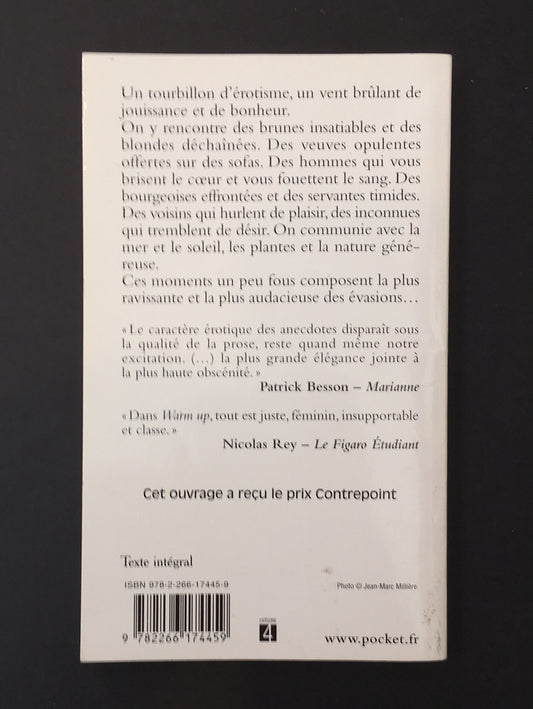 Un tourbillon d'érotisme, un vent brûlant de
jouissance et de bonheur.
On y rencontre des brunes insatiables et des
blondes déchaînées. Des veuves opulentes
offertes sur des sofas. Des hommes qui vous
brisent le cœur et vous fouettent le sang. Des
bourgeoises effrontées et des servantes timides.
Des voisins qui hurlent de plaisir, des inconnues
qui tremblent de désir. On communie avec la
mer et le soleil, les plantes et la nature géné-
reuse.
Ces moments un peu fous composent la plus
ravissante et la plus audacieuse des évasions…
« Le caractère érotique des anecdotes disparaît sous
la qualité de la prose, reste quand même notre
excitation. (…) la plus grande élégance jointe à
la plus haute obscénité. »
Patrick Besson – Marianne
« Dans Warm up, tout est juste, féminin, insupportable
et classe. »
Nicolas Rey – Le Figaro Étudiant
Cet ouvrage a reçu le prix Contrepoint
Texte intégral
ISBN 978-2-266-17445-9
Photo © Jean-Marc Millière.
9 782266 174459
catégorie
4
www.pocket.fr